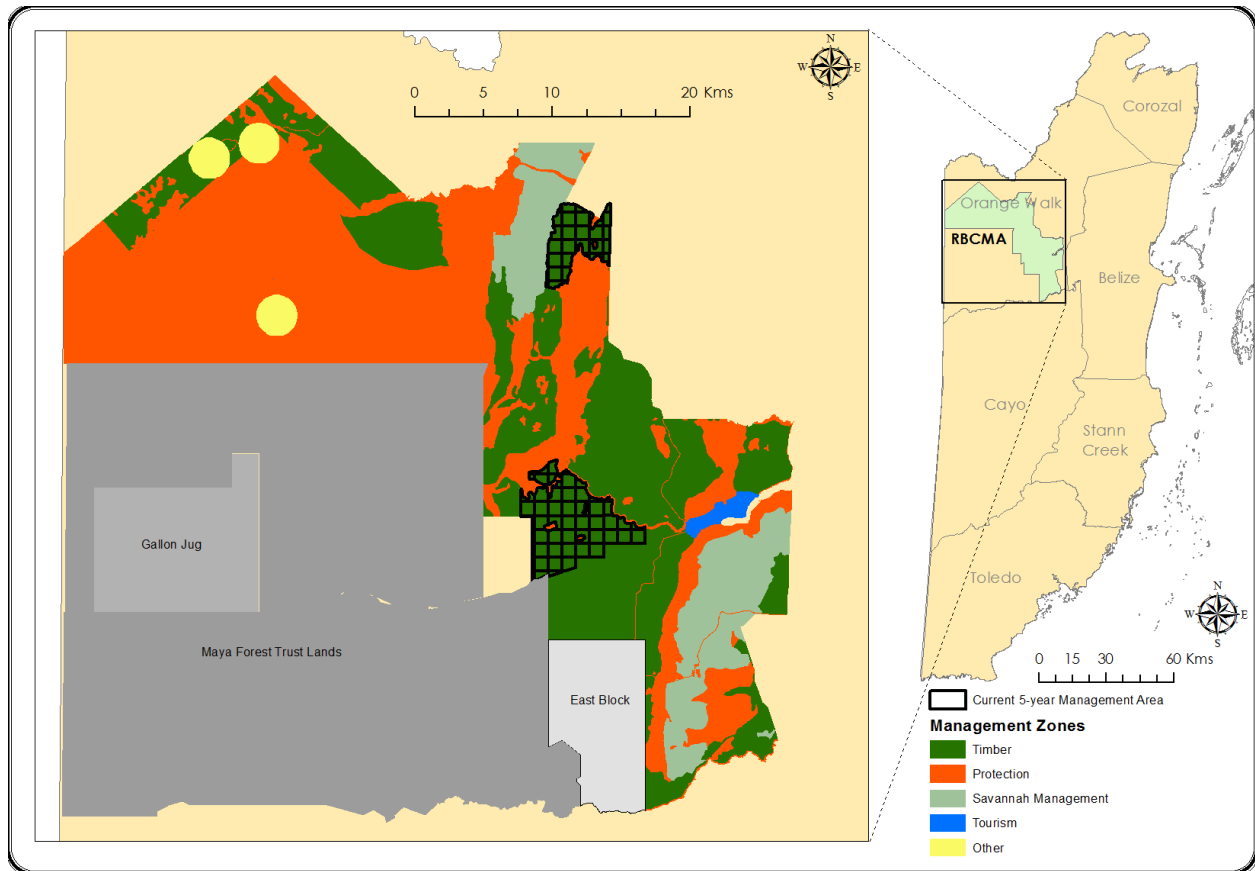 N
W
E
S
0 5 10 20 Kms
Corozal
Orange Walk
RBCMA
Belize
Cayo
Stann
Creek
Toledo
Gallon Jug
Maya Forest Trust Lands
East Block
N
W
E
S
0 15 30 60 Kms
Current 5-year Management Area
Management Zones
Timber
Protection
Savannah Management
Tourism
Other